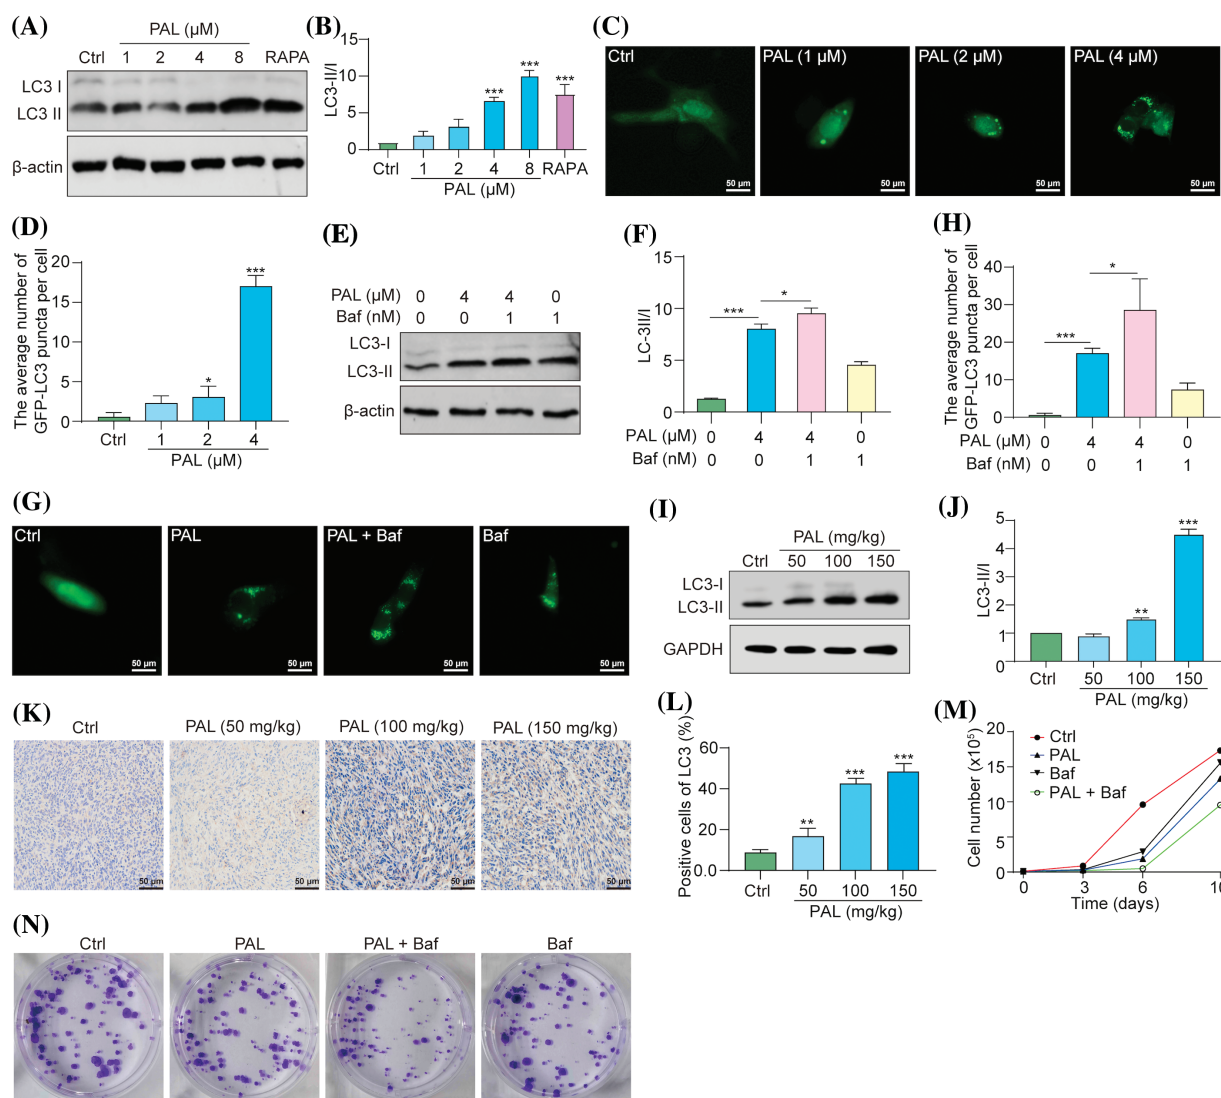 (A)
PAL (µM)
Ctrl 1 2 4 8 RAPA
LC3 I
LC3 II
β-actin
(B)
LC3-II/I
15
10
5
0
***
***
***
Ctrl 1 2 4 8 RAPA
PAL (µM)
(C)
Ctrl
PAL (1 µM)
PAL (2 µM)
PAL (4 µM)
50 µm
50 µm
50 µm
50 µm
(D)
The average number of
GFP-LC3 puncta per cell
20
15
10
5
0
*
***
Ctrl 1 2 4
PAL (µM)
(E)
PAL (µM) 0 4 4 0
Baf (nM) 0 0 1 1
LC3-I
LC3-II
β-actin
(F)
LC-3II/I
15
10
5
0
***
*
PAL (µM) 0 4 4 0
Baf (nM) 0 0 1 1
(H)
The average number of
GFP-LC3 puncta per cell
40
30
20
10
0
***
*
PAL (µM) 0 4 4 0
Baf (nM) 0 0 1 1
(G)
Ctrl
PAL
PAL + Baf
Baf
50 µm
50 µm
50 µm
50 µm
(I)
PAL (mg/kg)
Ctrl 50 100 150
LC3-I
LC3-II
GAPDH
(J)
LC3-II/I
5
4
3
2
1
0
**
***
Ctrl 50 100 150
PAL (mg/kg)
(K)
Ctrl
PAL (50 mg/kg)
PAL (100 mg/kg)
PAL (150 mg/kg)
50 µm
50 µm
50 µm
50 µm
(L)
Positive cells of LC3 (%)
60
40
20
0.0
**
***
***
Ctrl 50 100 150
PAL (mg/kg)
(M)
Cell number (x10⁵)
20
15
10
5
0
Ctrl
PAL
Baf
PAL + Baf
0 3 6 10
Time (days)
(N)
Ctrl
PAL
PAL + Baf
Baf